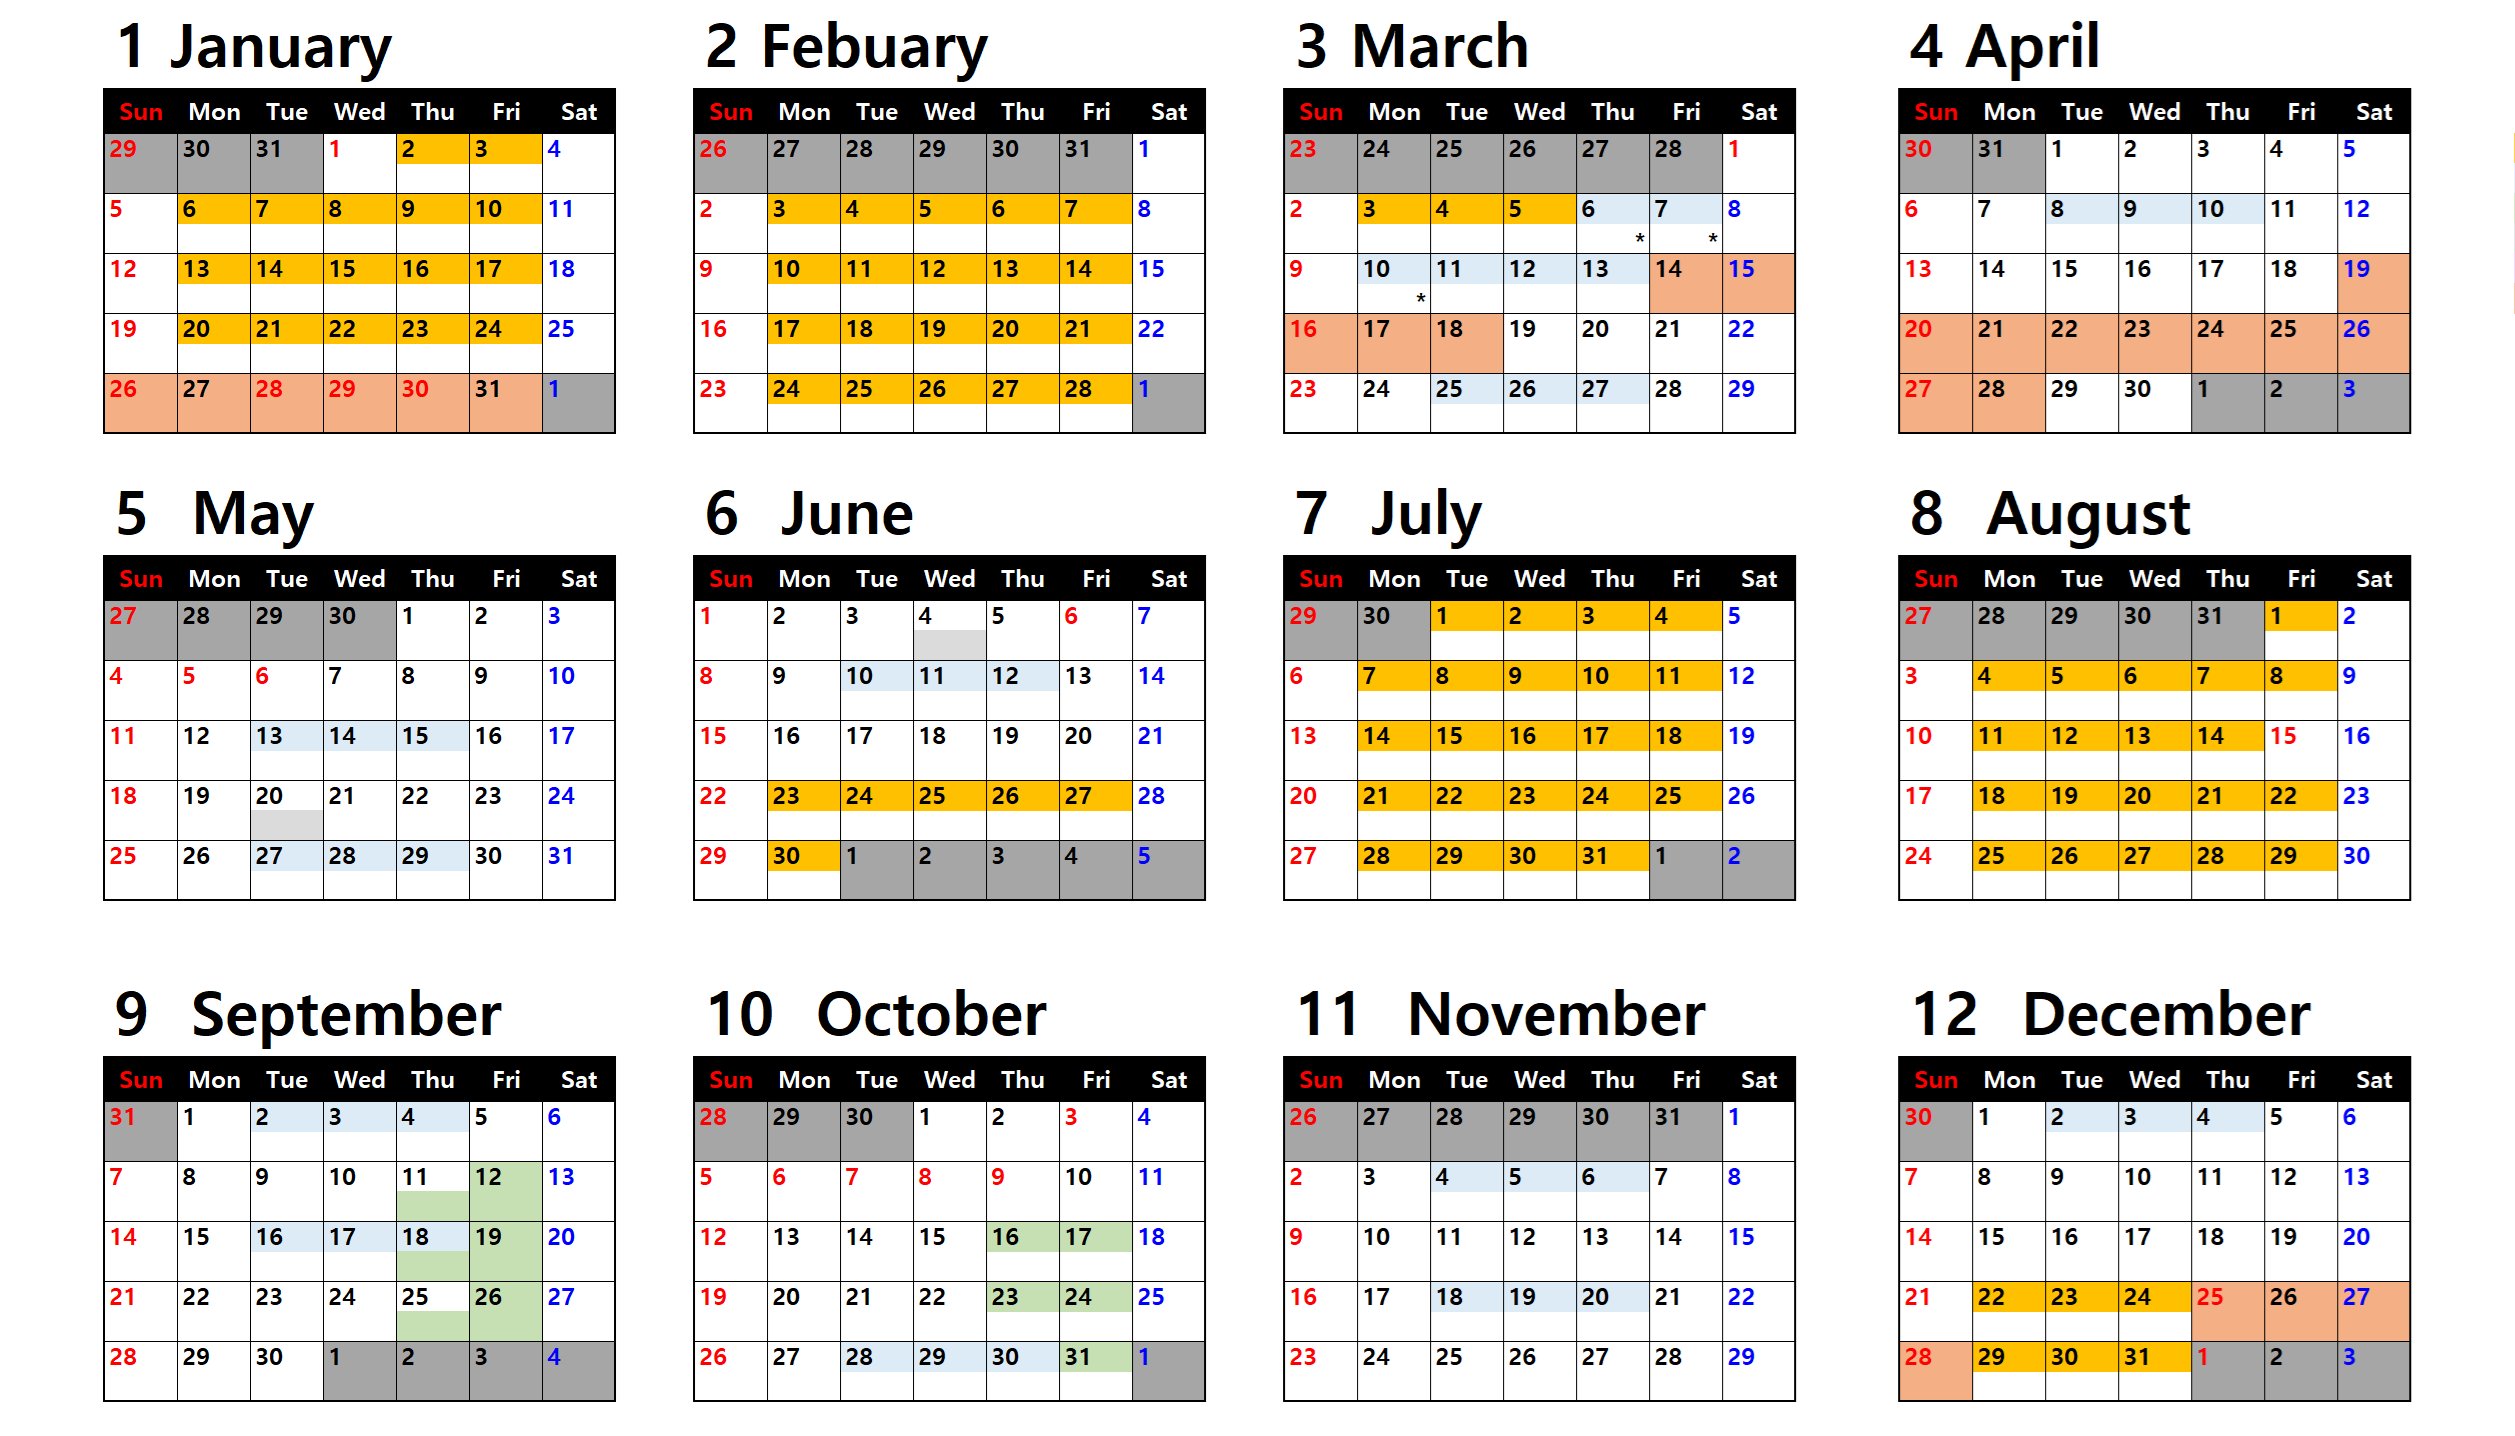 1 January
Sun Mon Tue Wed Thu Fri Sat
29 30 31 1 2 3 4
5 6 7 8 9 10 11
12 13 14 15 16 17 18
19 20 21 22 23 24 25
26 27 28 29 30 31 1
2 Febuary
Sun Mon Tue Wed Thu Fri Sat
26 27 28 29 30 31 1
2 3 4 5 6 7 8
9 10 11 12 13 14 15
16 17 18 19 20 21 22
23 24 25 26 27 28 1
3 March
Sun Mon Tue Wed Thu Fri Sat
23 24 25 26 27 28 1
2 3 4 5 6 7 8
* *
9 10 11 12 13 14 15
*
16 17 18 19 20 21 22
23 24 25 26 27 28 29
4 April
Sun Mon Tue Wed Thu Fri Sat
30 31 1 2 3 4 5
6 7 8 9 10 11 12
13 14 15 16 17 18 19
20 21 22 23 24 25 26
27 28 29 30 1 2 3
5 May
Sun Mon Tue Wed Thu Fri Sat
27 28 29 30 1 2 3
4 5 6 7 8 9 10
11 12 13 14 15 16 17
18 19 20 21 22 23 24
25 26 27 28 29 30 31
6 June
Sun Mon Tue Wed Thu Fri Sat
1 2 3 4 5 6 7
8 9 10 11 12 13 14
15 16 17 18 19 20 21
22 23 24 25 26 27 28
29 30 1 2 3 4 5
7 July
Sun Mon Tue Wed Thu Fri Sat
29 30 1 2 3 4 5
6 7 8 9 10 11 12
13 14 15 16 17 18 19
20 21 22 23 24 25 26
27 28 29 30 31 1 2
8 August
Sun Mon Tue Wed Thu Fri Sat
27 28 29 30 31 1 2
3 4 5 6 7 8 9
10 11 12 13 14 15 16
17 18 19 20 21 22 23
24 25 26 27 28 29 30
9 September
Sun Mon Tue Wed Thu Fri Sat
31 1 2 3 4 5 6
7 8 9 10 11 12 13
14 15 16 17 18 19 20
21 22 23 24 25 26 27
28 29 30 1 2 3 4
10 October
Sun Mon Tue Wed Thu Fri Sat
28 29 30 1 2 3 4
5 6 7 8 9 10 11
12 13 14 15 16 17 18
19 20 21 22 23 24 25
26 27 28 29 30 31 1
11 November
Sun Mon Tue Wed Thu Fri Sat
26 27 28 29 30 31 1
2 3 4 5 6 7 8
9 10 11 12 13 14 15
16 17 18 19 20 21 22
23 24 25 26 27 28 29
12 December
Sun Mon Tue Wed Thu Fri Sat
30 1 2 3 4 5 6
7 8 9 10 11 12 13
14 15 16 17 18 19 20
21 22 23 24 25 26 27
28 29 30 31 1 2 3